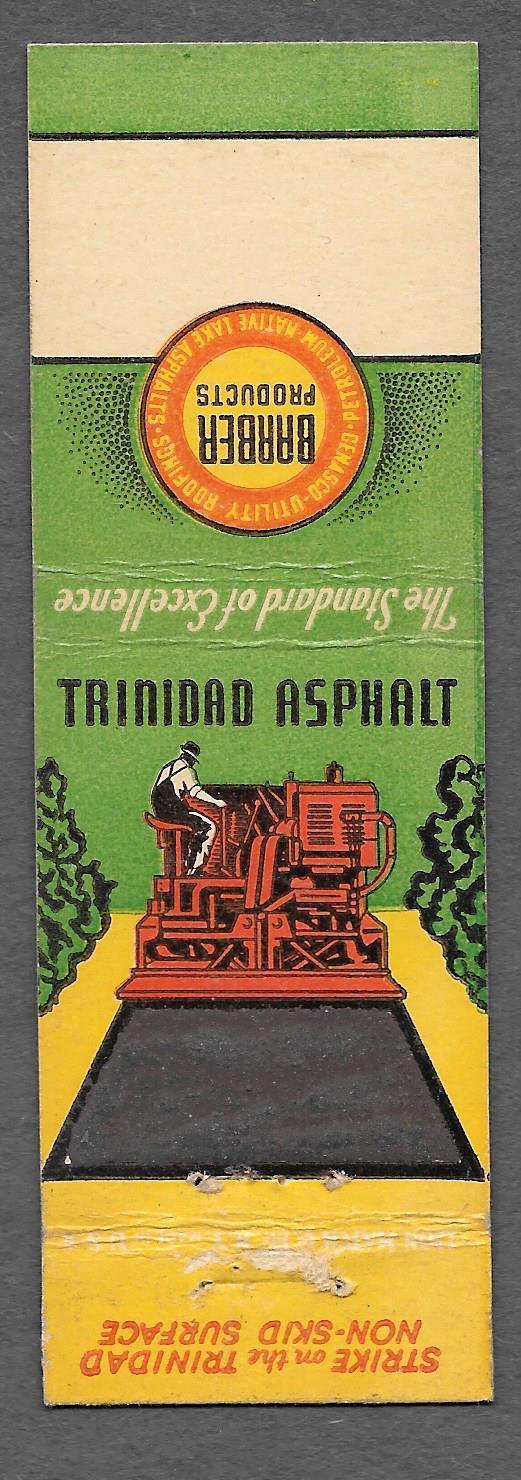 PETROLEUM · NATIVE LAKE ASPHALTS · GENASCO · UTILITY · ROOFINGS ·
BARBER
PRODUCTS
The Standard of Excellence
TRINIDAD ASPHALT
STRIKE on the TRINIDAD
NON-SKID SURFACE